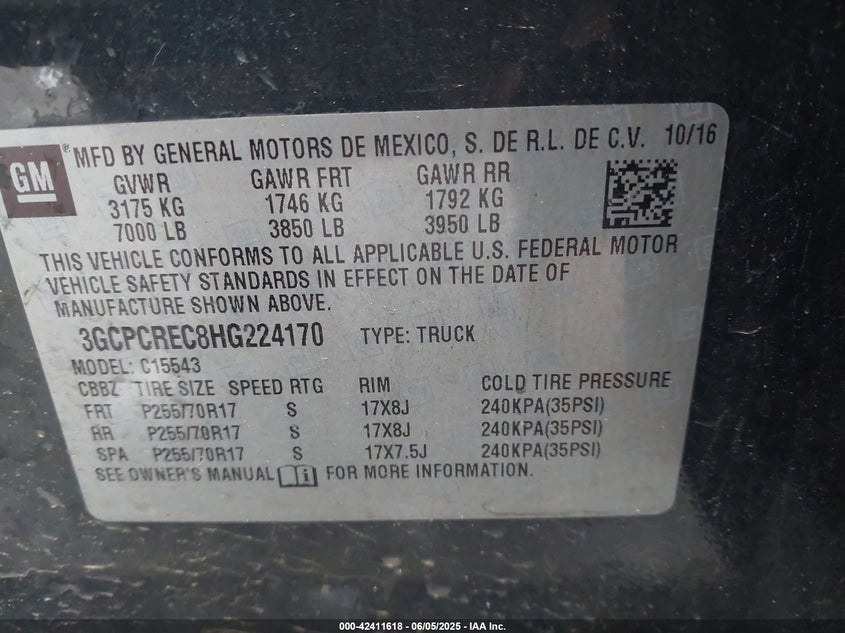 GM
® MFD BY GENERAL MOTORS DE MEXICO, S. DE R.L. DE C.V. 10/16
GVWR GAWR FRT GAWR RR
3175 KG 1746 KG 1792 KG
7000 LB 3850 LB 3950 LB
THIS VEHICLE CONFORMS TO ALL APPLICABLE U.S. FEDERAL MOTOR
VEHICLE SAFETY STANDARDS IN EFFECT ON THE DATE OF
MANUFACTURE SHOWN ABOVE.
3GCPCREC8HG224170 TYPE: TRUCK
MODEL: C15543
CBBZ TIRE SIZE SPEED RTG RIM COLD TIRE PRESSURE
FRT P255/70R17 S 17X8J 240KPA(35PSI)
RR P255/70R17 S 17X8J 240KPA(35PSI)
SPA P255/70R17 S 17X7.5J 240KPA(35PSI)
SEE OWNER'S MANUAL FOR MORE INFORMATION.
000-42411618 - 06/05/2025 - IAA Inc.